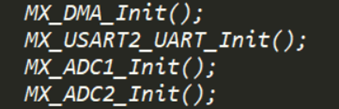 MX_DMA_Init();
MX_USART2_UART_Init();
MX_ADC1_Init();
MX_ADC2_Init();